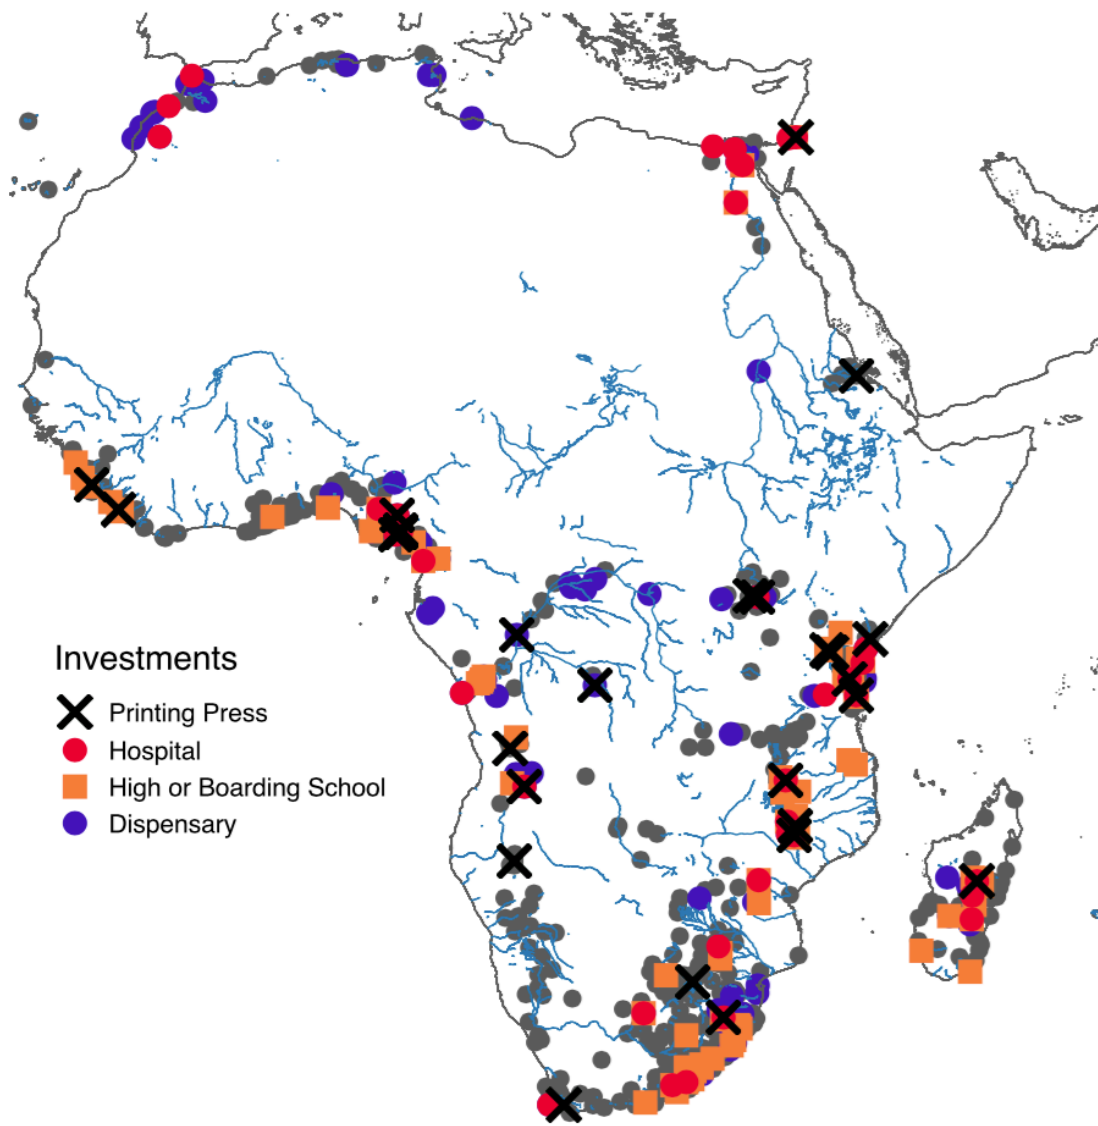 Investments
Printing Press
Hospital
High or Boarding School
Dispensary